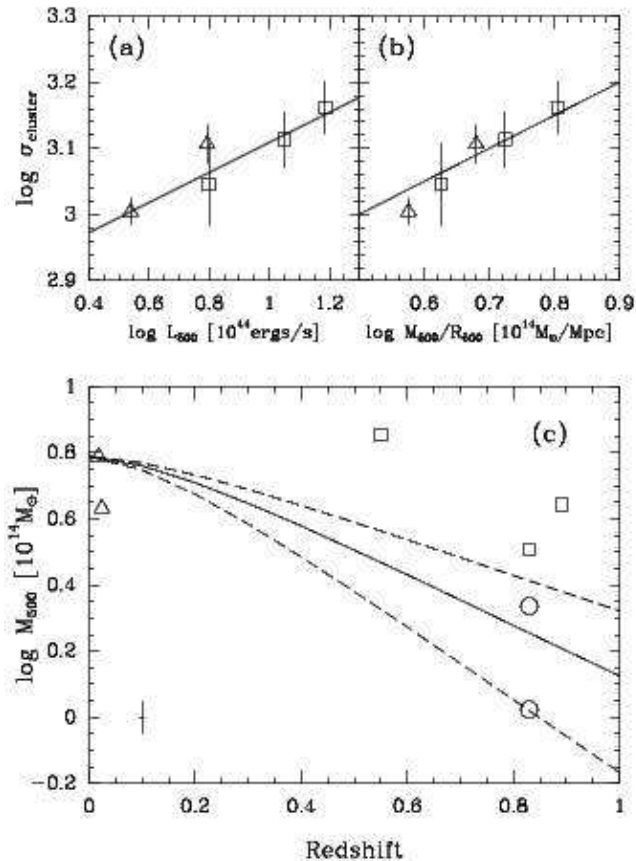 3.3
(a)
(b)
3.2
log σcluster
3.1
3
2.9
0.4 0.6 0.8 1 1.2
0.6 0.7 0.8 0.9
log L500 [10^44ergs/s]
log M500/R500 [10^14M⊙/Mpc]
1
(c)
0.8
0.6
log M500 [10^14M⊙]
0.4
0.2
0
−0.2
0 0.2 0.4 0.6 0.8 1
Redshift